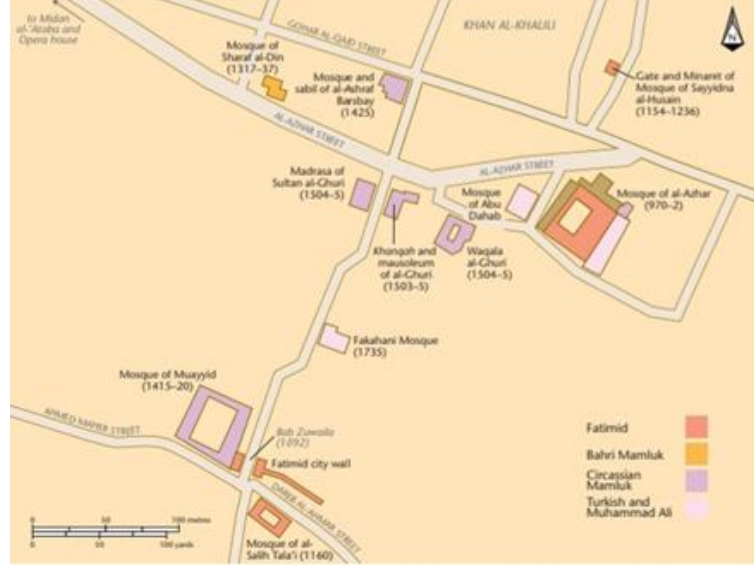 to Midan
al-'Ataba and
Opera house
GOHAR AL-QAID STREET
KHAN AL-KHALILI
N
Mosque of
Sharaf al-Din
(1317–37)
Mosque and
sabil of al-Ashraf
Barsbay
(1425)
Gate and Minaret of
Mosque of Sayyidna
al-Husain
(1154–1236)
AL-AZHAR STREET
AL-AZHAR STREET
Madrasa of
Sultan al-Ghuri
(1504–5)
Mosque
of Abu
Dahab
Mosque of al-Azhar
(970–2)
Khanqah and
mausoleum
of al-Ghuri
(1503–5)
Waqala
al-Ghuri
(1504–5)
Fakahani Mosque
(1735)
Mosque of Muayyid
(1415–20)
AHMED MAHER STREET
Bab Zuwaila
(1092)
Fatimid city wall
DARB AL-AHMAR STREET
Mosque of al-
Salih Tala'i (1160)
Fatimid
Bahri Mamluk
Circassian
Mamluk
Turkish and
Muhammad Ali
0 100 metres
0 50 100 yards